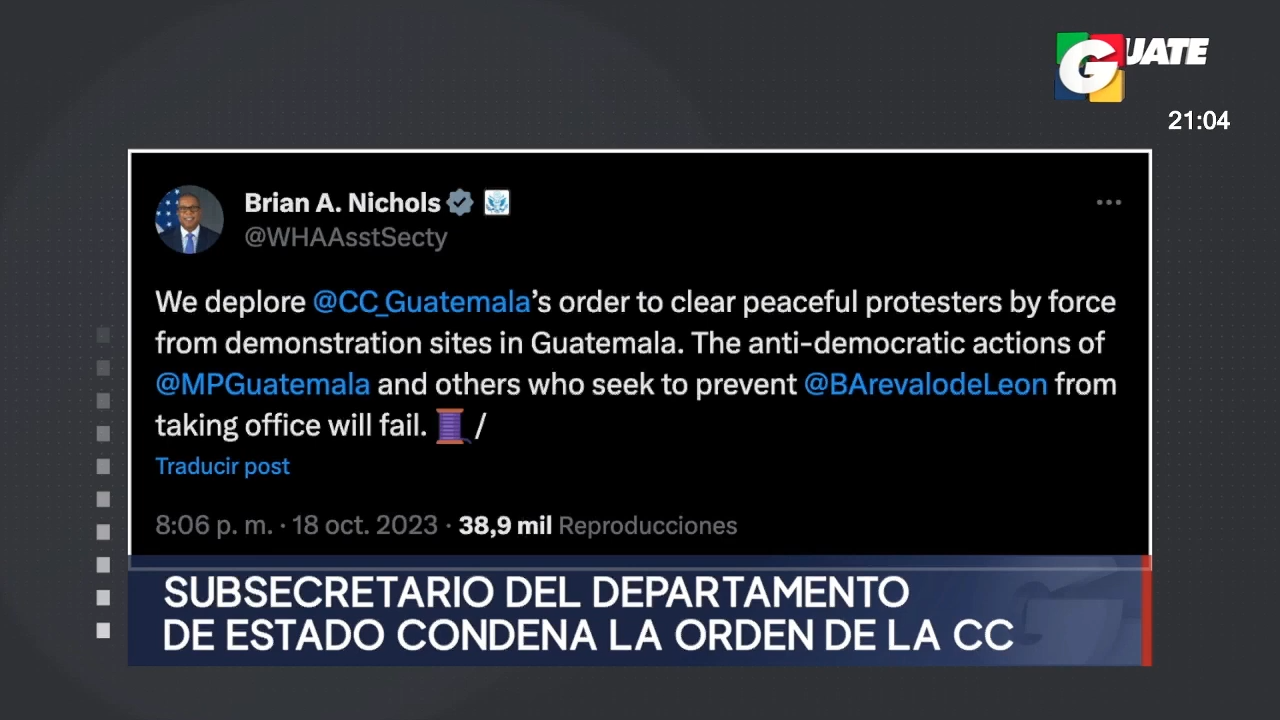 GUATE
21:04
Brian A. Nichols
@WHAAsstSecty
We deplore @CC_Guatemala’s order to clear peaceful protesters by force
from demonstration sites in Guatemala. The anti-democratic actions of
@MPGuatemala and others who seek to prevent @BArevalodeLeon from
taking office will fail. 🧵 /
Traducir post
8:06 p. m. · 18 oct. 2023 · 38,9 mil Reproducciones
SUBSECRETARIO DEL DEPARTAMENTO
DE ESTADO CONDENA LA ORDEN DE LA CC